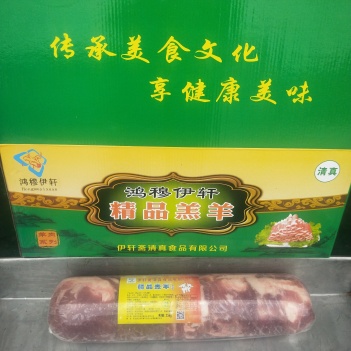 传承美食文化
享健康美味
鸿穆伊轩
清真
鸿穆伊轩
精品羔羊
伊轩斋清真食品有限公司
精品羔羊